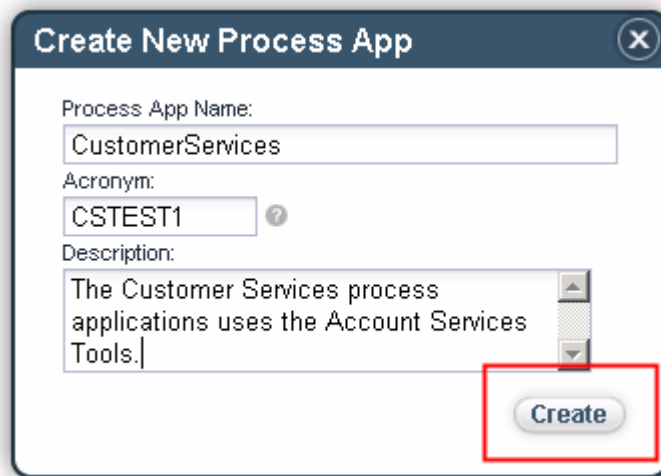 Create New Process App
Process App Name:
CustomerServices
Acronym:
CSTEST1
?
Description:
The Customer Services process
applications uses the Account Services
Tools.
Create